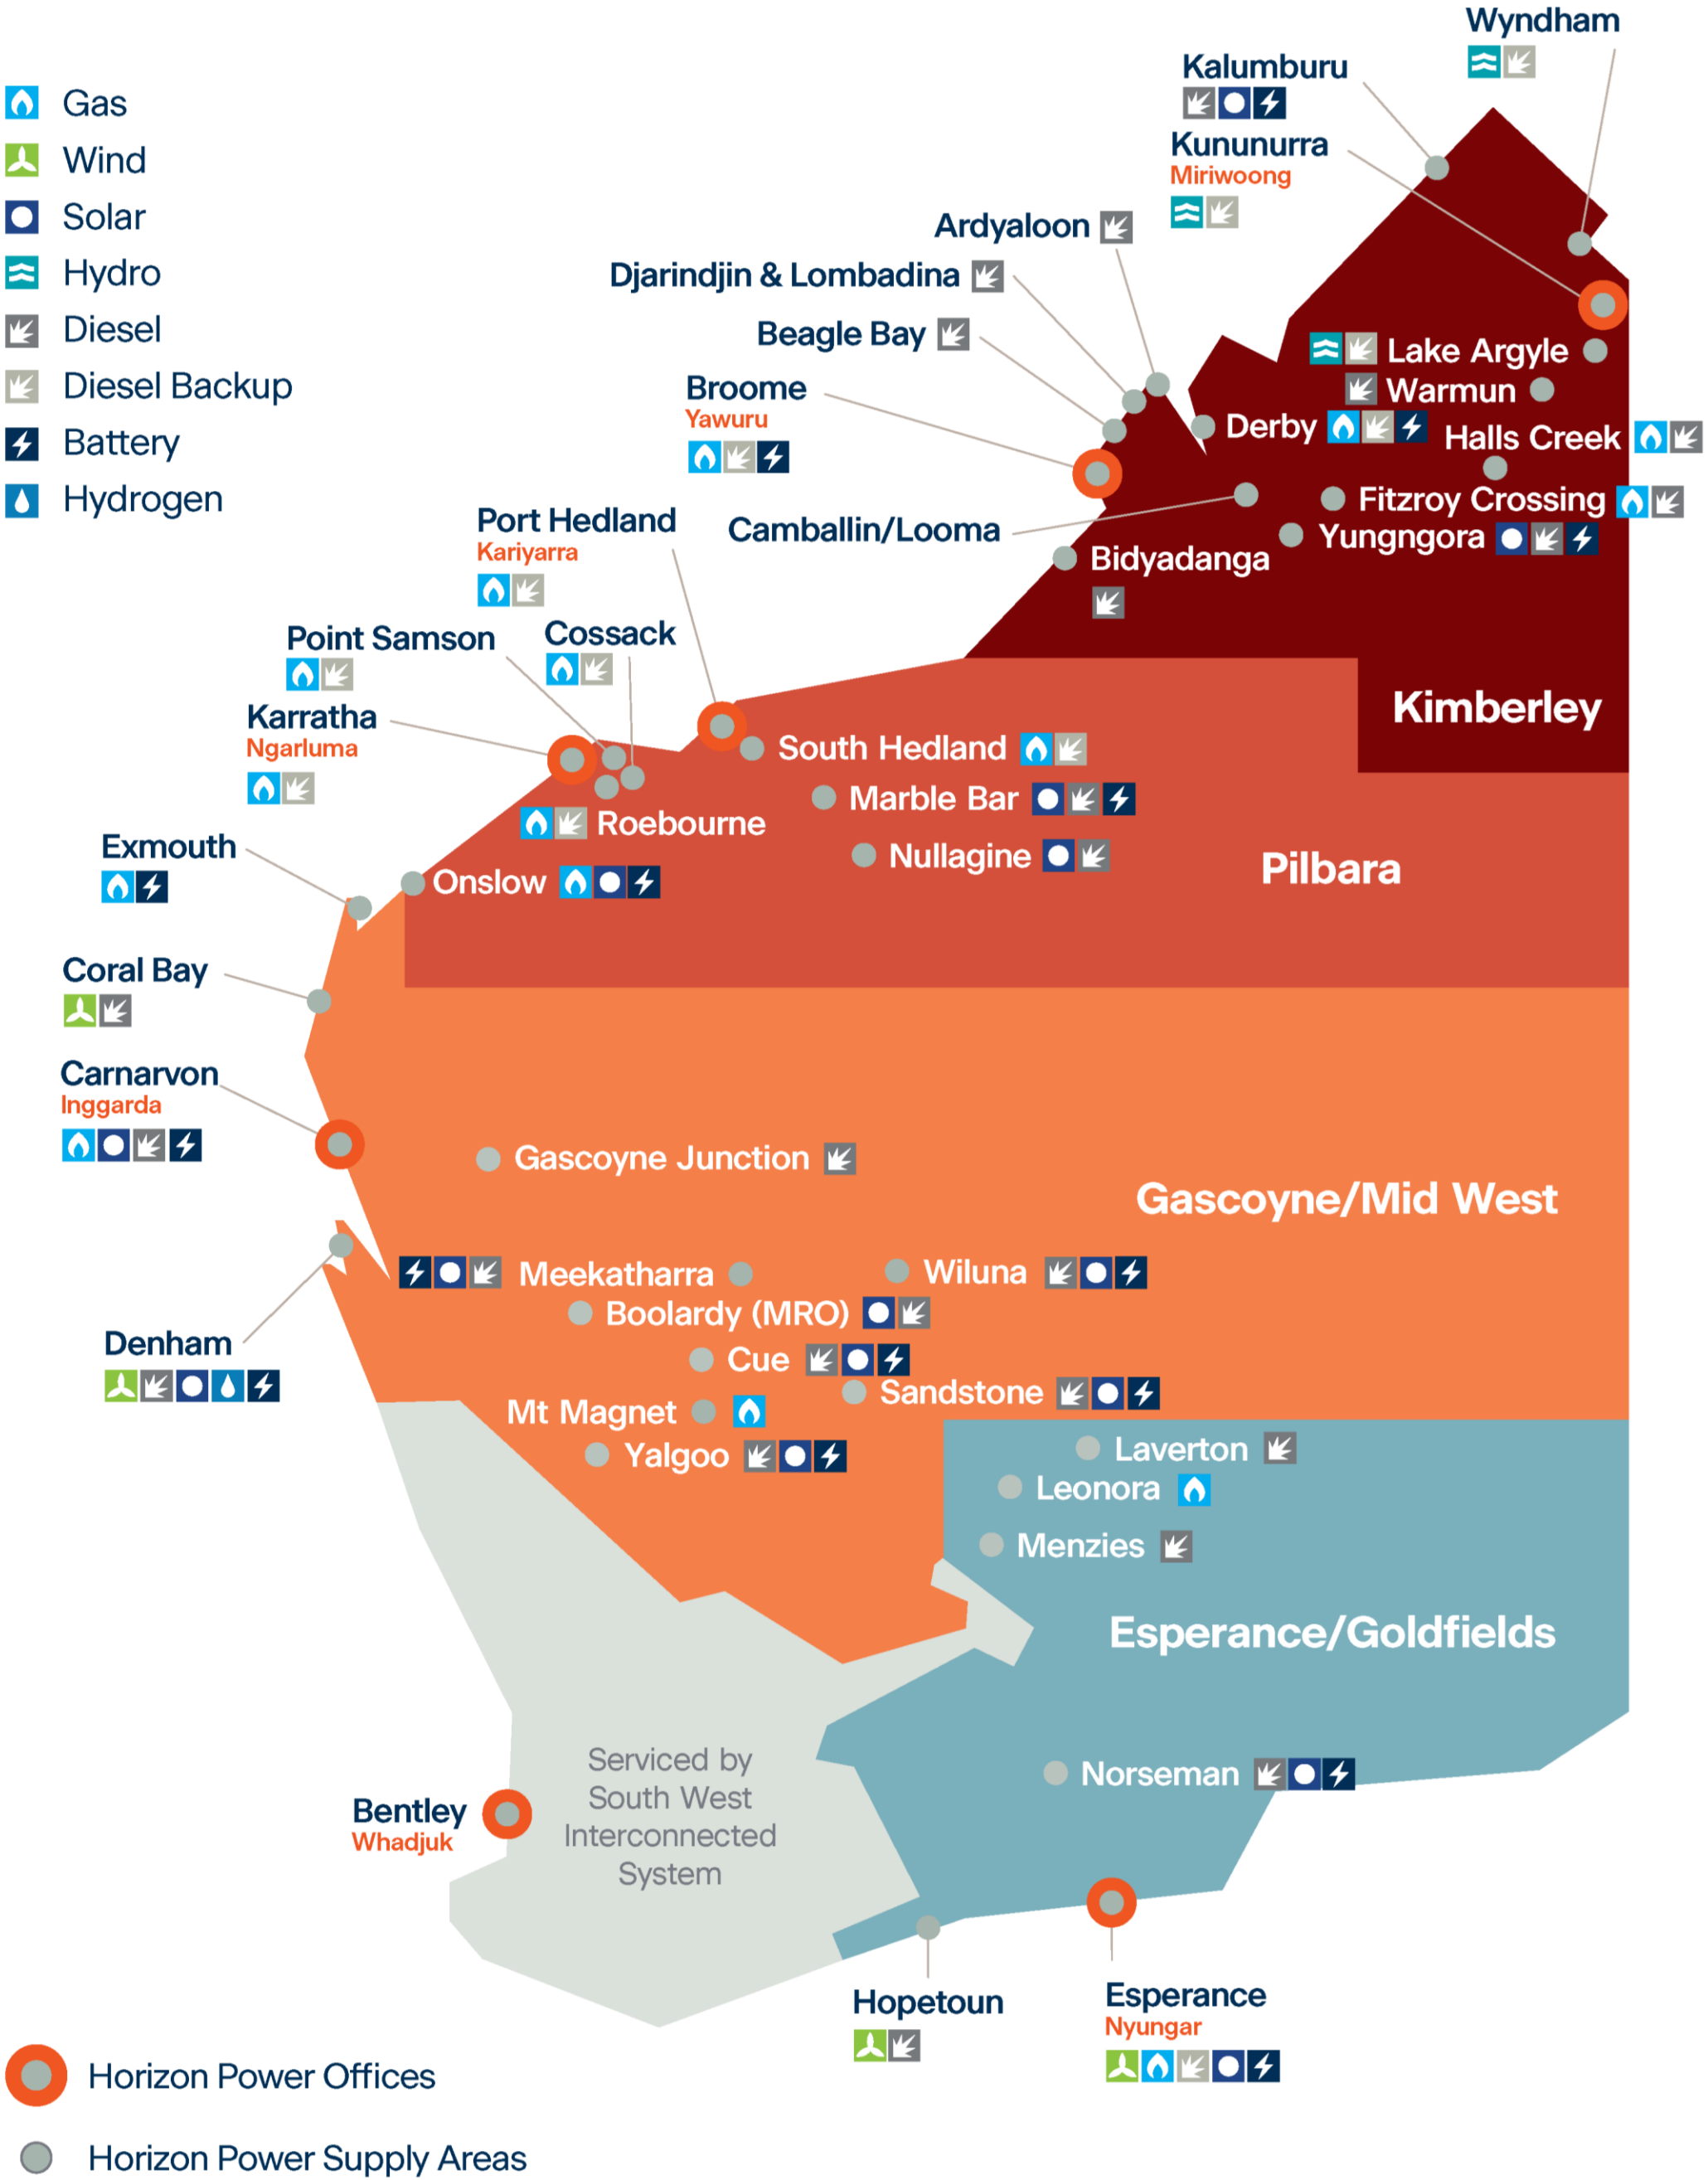 Gas
Wind
Solar
Hydro
Diesel
Diesel Backup
Battery
Hydrogen
Wyndham
Kalumburu
Kununurra
Miriwoong
Ardyaloon
Djarindjin & Lombadina
Beagle Bay
Broome
Yawuru
Lake Argyle
Warmun
Derby
Halls Creek
Fitzroy Crossing
Camballin/Looma
Yungngora
Bidyadanga
Kimberley
Port Hedland
Kariyarra
Point Samson
Cossack
Karratha
Ngarluma
South Hedland
Marble Bar
Roebourne
Nullagine
Pilbara
Exmouth
Onslow
Coral Bay
Carnarvon
Inggarda
Gascoyne Junction
Gascoyne/Mid West
Meekatharra
Wiluna
Boolardy (MRO)
Denham
Cue
Sandstone
Mt Magnet
Yalgoo
Laverton
Leonora
Menzies
Esperance/Goldfields
Serviced by
South West
Interconnected
System
Norseman
Bentley
Whadjuk
Hopetoun
Esperance
Nyungar
Horizon Power Offices
Horizon Power Supply Areas